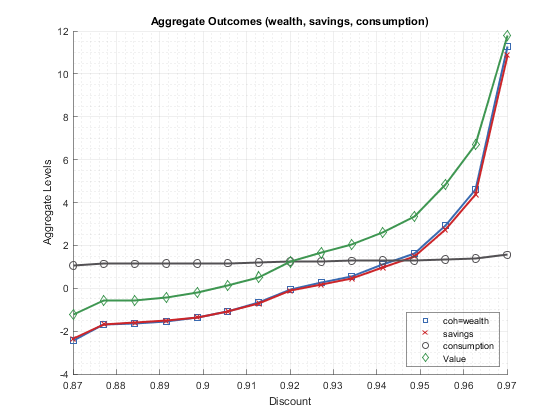 Aggregate Outcomes (wealth, savings, consumption)
12
10
8
6
4
2
0
-2
-4
Aggregate Levels
0.87 0.88 0.89 0.9 0.91 0.92 0.93 0.94 0.95 0.96 0.97
Discount
coh=wealth
savings
consumption
Value